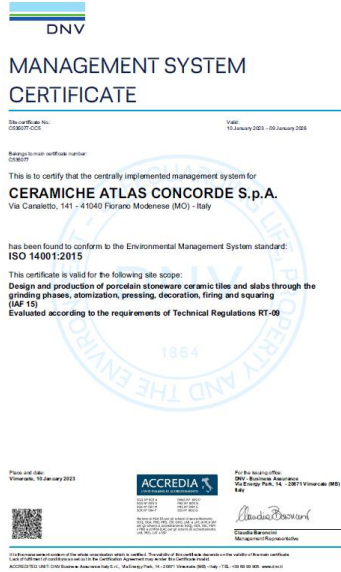 DNV
MANAGEMENT SYSTEM
CERTIFICATE
Site certificate No.:
Valid:
10 January 2023 – 09 January 2026
Belongs to main certificate number:
This is to certify that the centrally implemented management system for
CERAMICHE ATLAS CONCORDE S.p.A.
Via Canaletto, 141 - 41040 Fiorano Modenese (MO) - Italy
has been found to conform to the Environmental Management System standard:
ISO 14001:2015
This certificate is valid for the following site scope:
Design and production of porcelain stoneware ceramic tiles and slabs through the
grinding phases, atomization, pressing, decoration, firing and squaring
(IAF 15)
Evaluated according to the requirements of Technical Regulations RT-09
1864
Place and date:
Vimercate, 10 January 2023
ACCREDIA
For the issuing office:
DNV - Business Assurance
Via Energy Park, 14, - 20871 Vimercate (MB) -
Italy
Claudia Baroncini
Management Representative